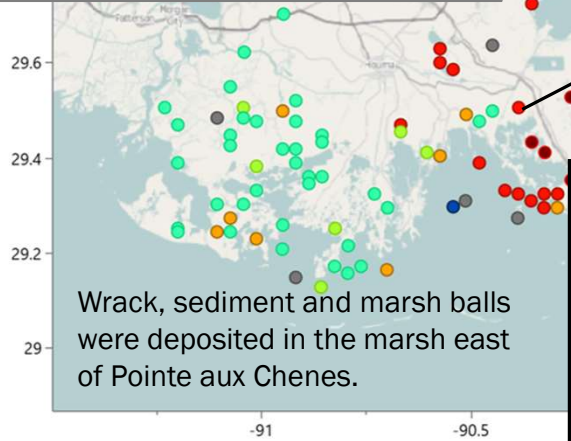 Patterson
Morgan
City
Houma
29.6
29.4
29.2
29
Wrack, sediment and marsh balls
were deposited in the marsh east
of Pointe aux Chenes.
-91
-90.5